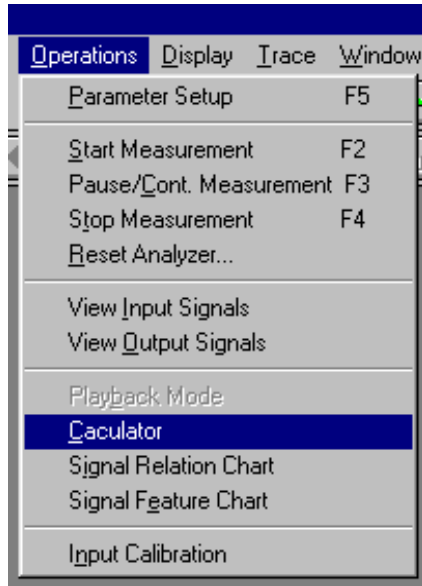 Operations Display Trace Window
Parameter Setup F5
Start Measurement F2
Pause/Cont. Measurement F3
Stop Measurement F4
Reset Analyzer...
View Input Signals
View Output Signals
Playback Mode
Caculator
Signal Relation Chart
Signal Feature Chart
Input Calibration